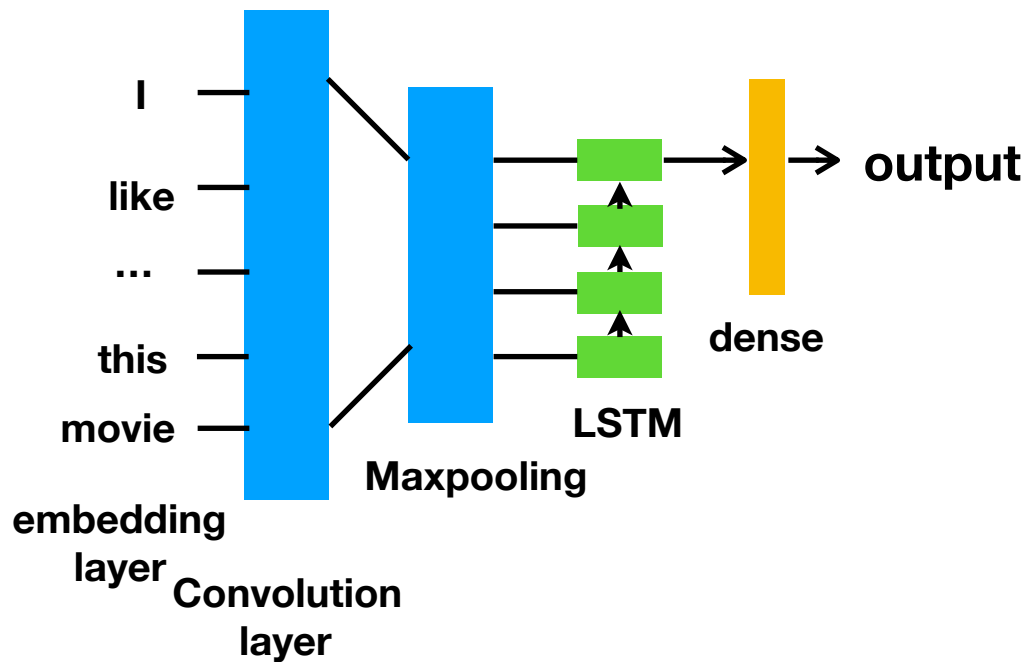 I
like
...
this
movie
embedding
layer
Convolution
layer
Maxpooling
LSTM
dense
output